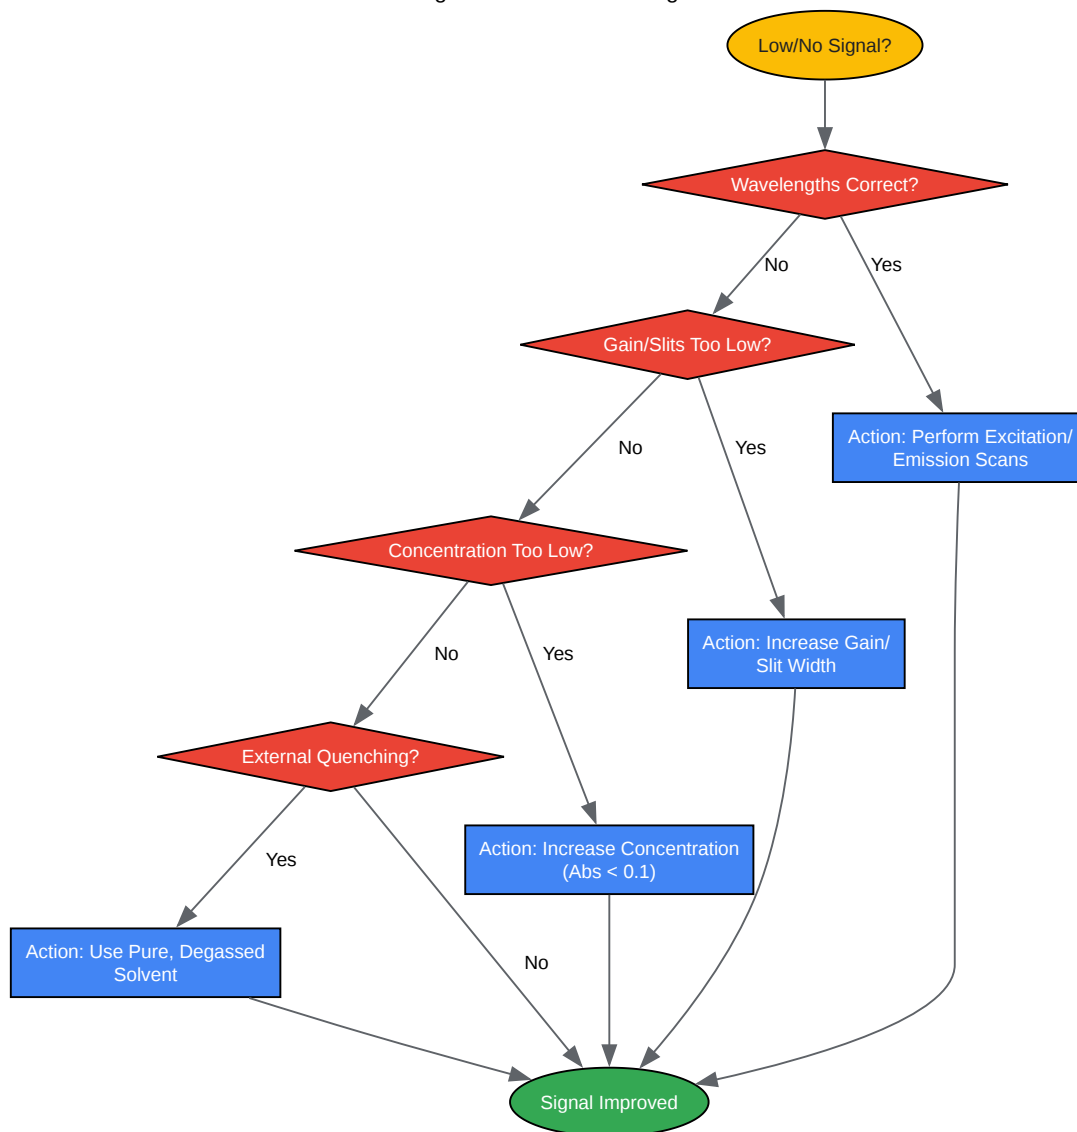 Low/No Signal?
Wavelengths Correct?
No
Yes
Gain/Slits Too Low?
No
Yes
Action: Perform Excitation/
Emission Scans
Concentration Too Low?
No
Yes
Action: Increase Gain/
Slit Width
External Quenching?
Yes
No
Action: Increase Concentration
(Abs < 0.1)
Action: Use Pure, Degassed
Solvent
Signal Improved